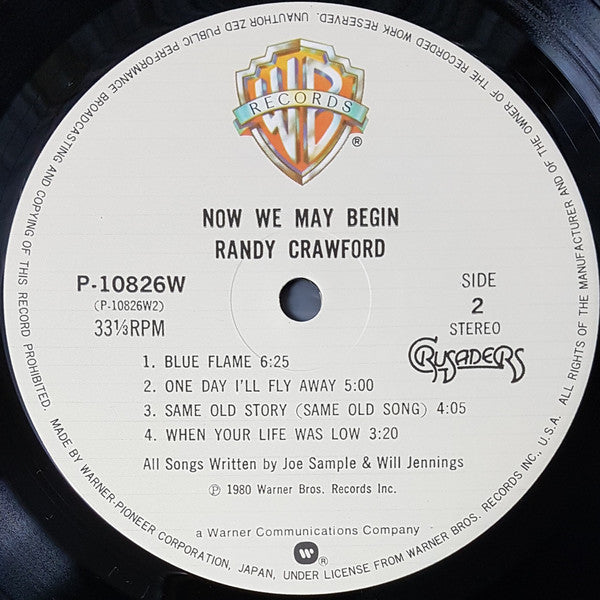 WB
RECORDS
®
NOW WE MAY BEGIN
RANDY CRAWFORD
P-10826W
(P-10826W2)
33⅓RPM
SIDE
2
STEREO
CRUSADERS
1. BLUE FLAME 6:25
2. ONE DAY I'LL FLY AWAY 5:00
3. SAME OLD STORY (SAME OLD SONG) 4:05
4. WHEN YOUR LIFE WAS LOW 3:20
All Songs Written by Joe Sample & Will Jennings
℗ 1980 Warner Bros. Records Inc.
a Warner Communications Company
W ®
MADE BY WARNER-PIONEER CORPORATION, JAPAN, UNDER LICENSE FROM WARNER BROS. RECORDS INC., U.S.A. ALL RIGHTS OF THE MANUFACTURER AND OF THE OWNER OF THE RECORDED WORK RESERVED. UNAUTHORIZED PUBLIC PERFORMANCE BROADCASTING AND COPYING OF THIS RECORD PROHIBITED.